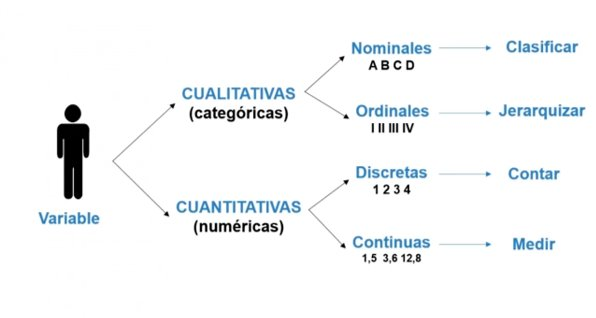 Variable
CUALITATIVAS
(categóricas)
Nominales
A B C D
Clasificar
Ordinales
I II III IV
Jerarquizar
CUANTITATIVAS
(numéricas)
Discretas
1 2 3 4
Contar
Continuas
1,5 3,6 12,8
Medir